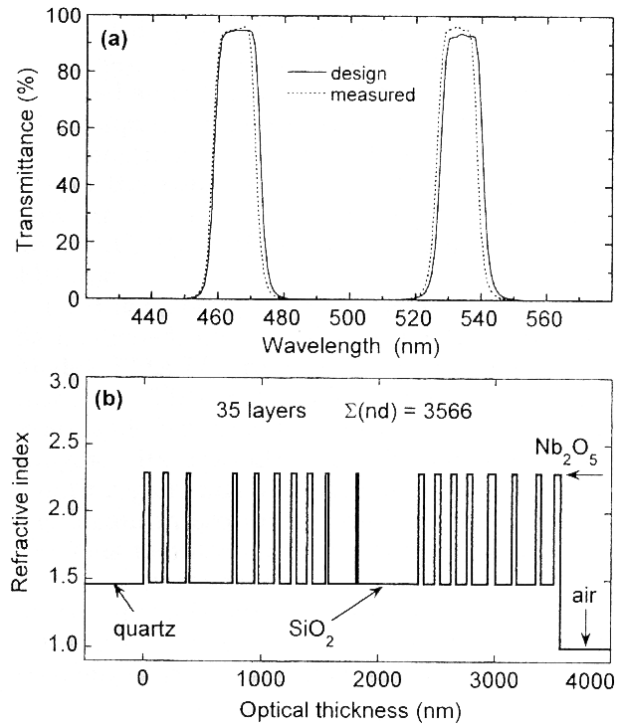 100
80
60
40
20
0
Transmittance (%)
(a)
design
measured
440 460 480 500 520 540 560
Wavelength (nm)
3.0
2.5
2.0
1.5
1.0
Refractive index
(b)
35 layers Σ(nd) = 3566
Nb₂O₅
air
quartz
SiO₂
0 1000 2000 3000 4000
Optical thickness (nm)